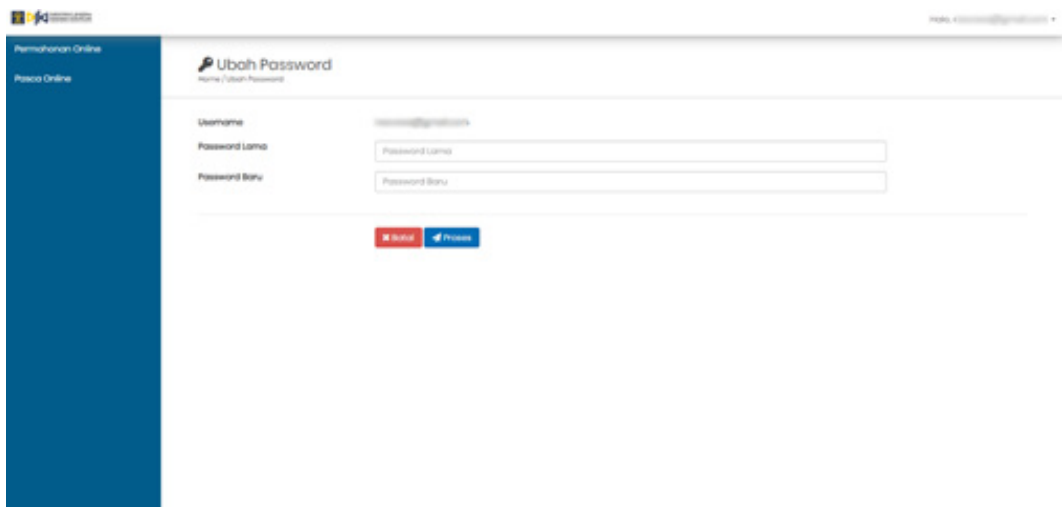 Halo,
Permohonan Online
Pasca Online
Ubah Password
Home / Ubah Password
Username
Password Lama
Password Lama
Password Baru
Password Baru
Batal
Proses